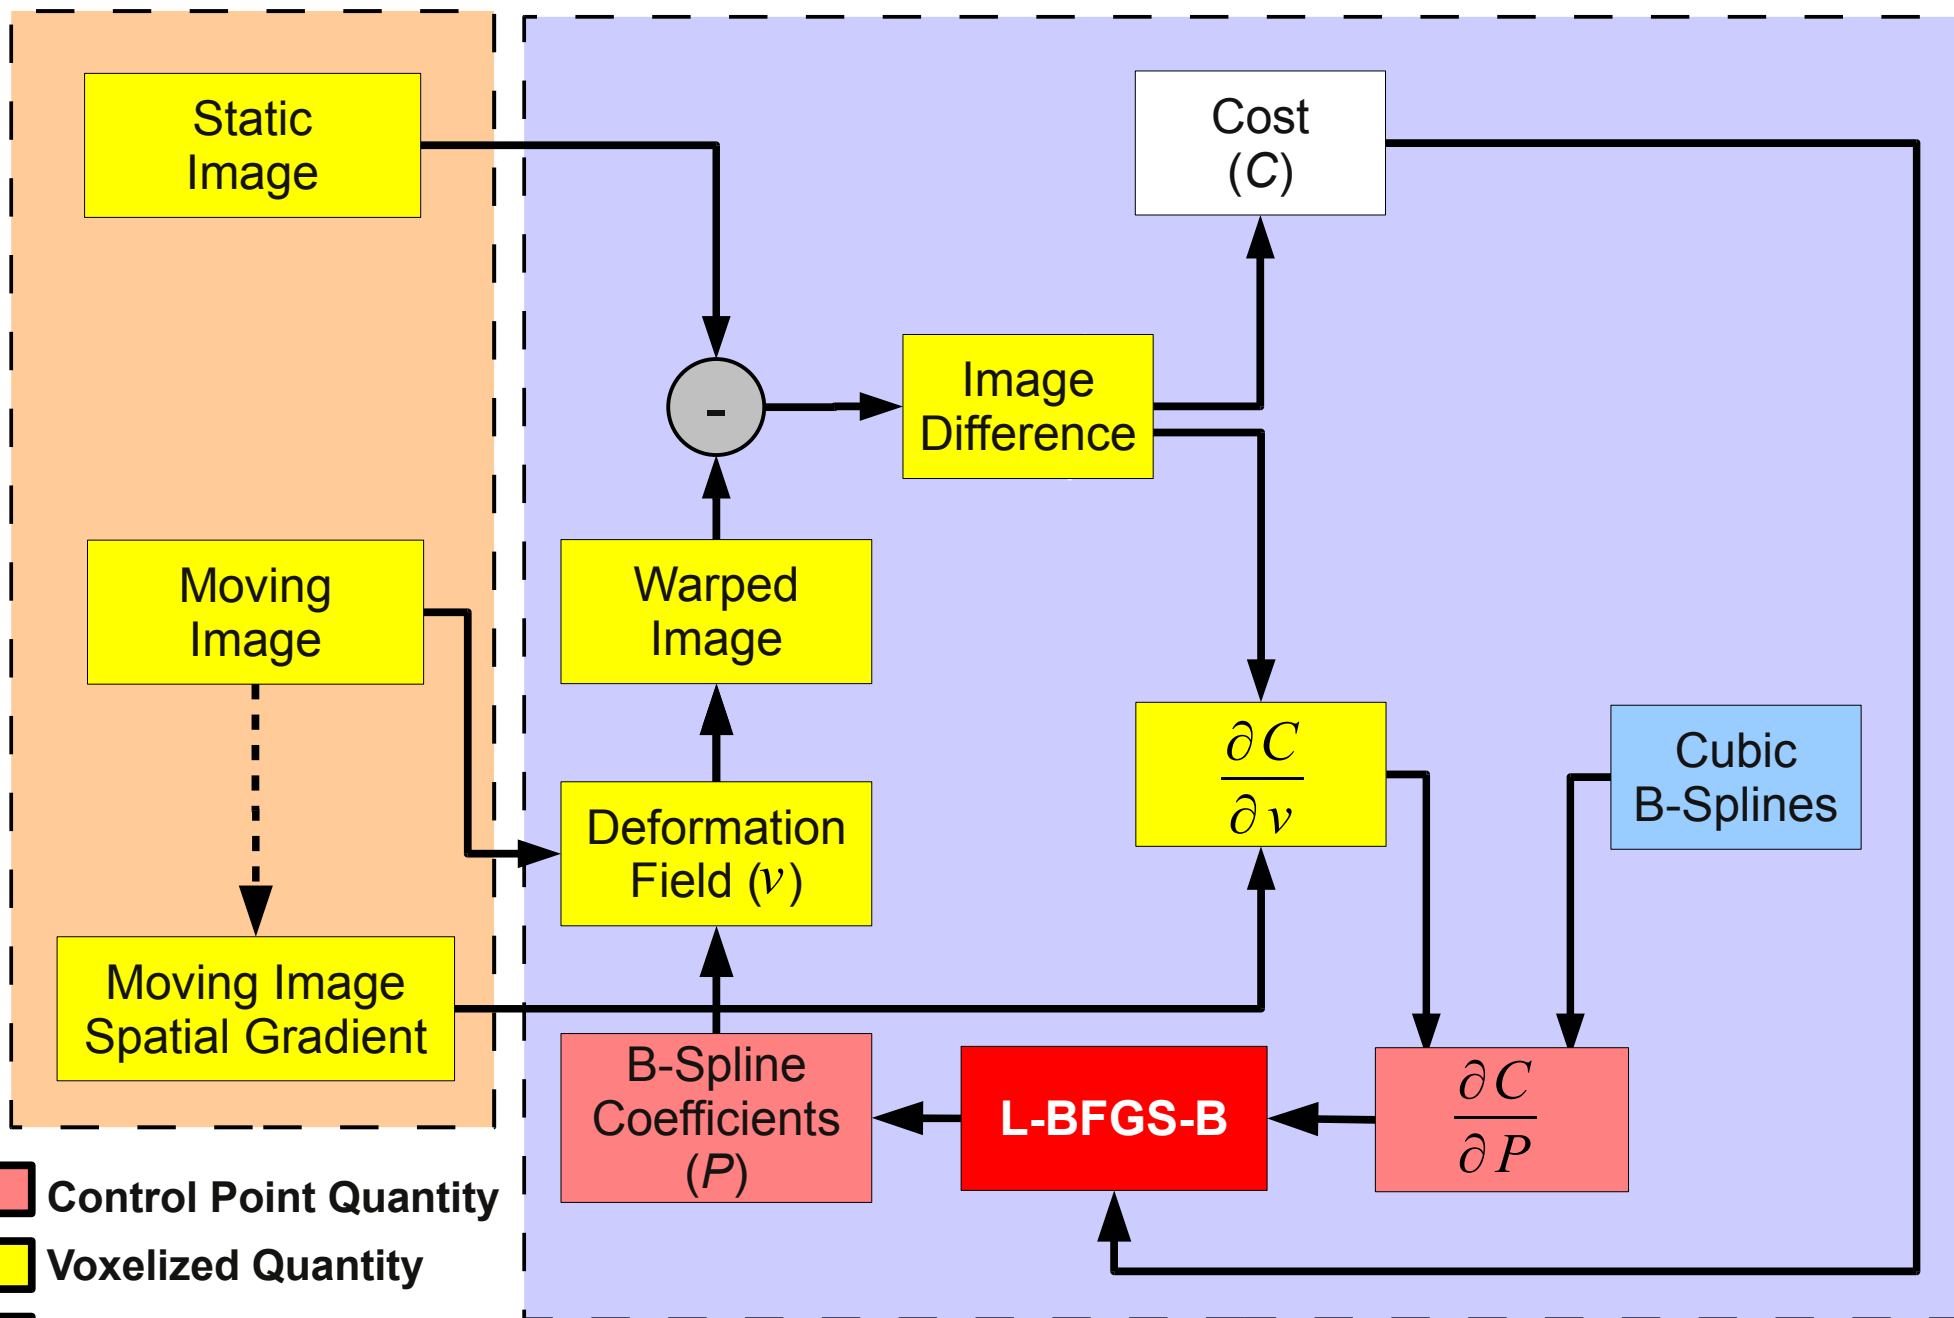 Static
Image
Cost
(C)
-
Image
Difference
Moving
Image
Warped
Image
∂C
∂v
Cubic
B-Splines
Deformation
Field (v)
Moving Image
Spatial Gradient
B-Spline
Coefficients
(P)
L-BFGS-B
∂C
∂P
Control Point Quantity
Voxelized Quantity